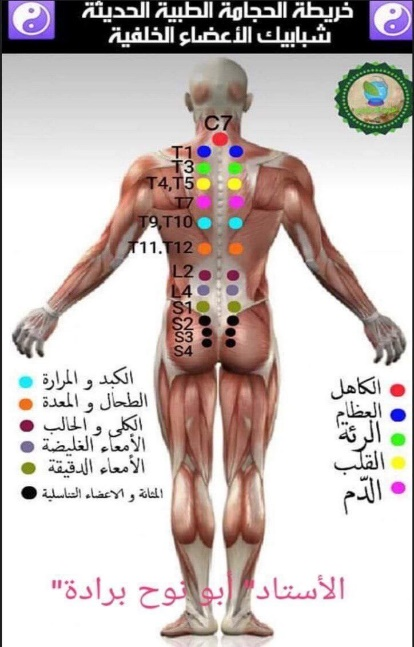 خريطة الحجامة الطبية الحديثة
شبابيك الأعضاء الخلفية
C7
T1
T3
T4,T5
T7
T9,T10
T11.T12
L2
L4
S1
S2
S3
S4
الكاهل
العظام
الرئة
القلب
الدّم
الكبد و المرارة
الطحال و المعدة
الكلى و الحالب
الأمعاء الغليضة
الأمعاء الدقيقة
المثانة و الاعضاء التناسلية
الأستاد" أبو نوح برادة"